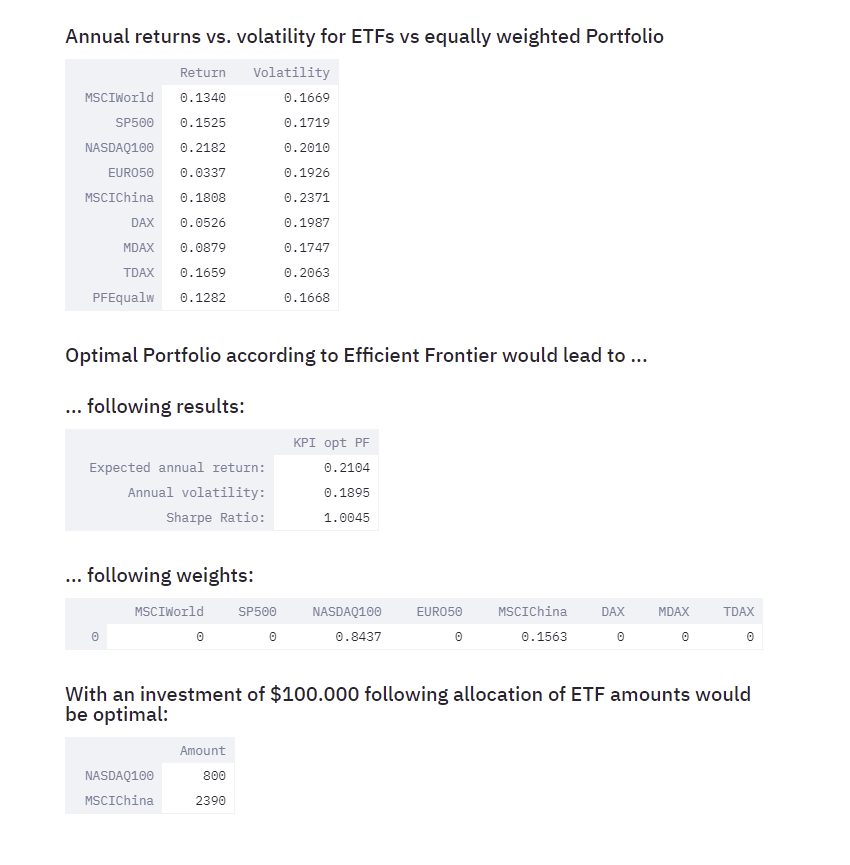 Annual returns vs. volatility for ETFs vs equally weighted Portfolio
Return Volatility
MSCIWorld 0.1340 0.1669
SP500 0.1525 0.1719
NASDAQ100 0.2182 0.2010
EURO50 0.0337 0.1926
MSCIChina 0.1808 0.2371
DAX 0.0526 0.1987
MDAX 0.0879 0.1747
TDAX 0.1659 0.2063
PFEqualw 0.1282 0.1668
Optimal Portfolio according to Efficient Frontier would lead to ...
... following results:
KPI opt PF
Expected annual return: 0.2104
Annual volatility: 0.1895
Sharpe Ratio: 1.0045
... following weights:
MSCIWorld SP500 NASDAQ100 EURO50 MSCIChina DAX MDAX TDAX
0 0 0 0.8437 0 0.1563 0 0 0
With an investment of $100.000 following allocation of ETF amounts would
be optimal:
Amount
NASDAQ100 800
MSCIChina 2390